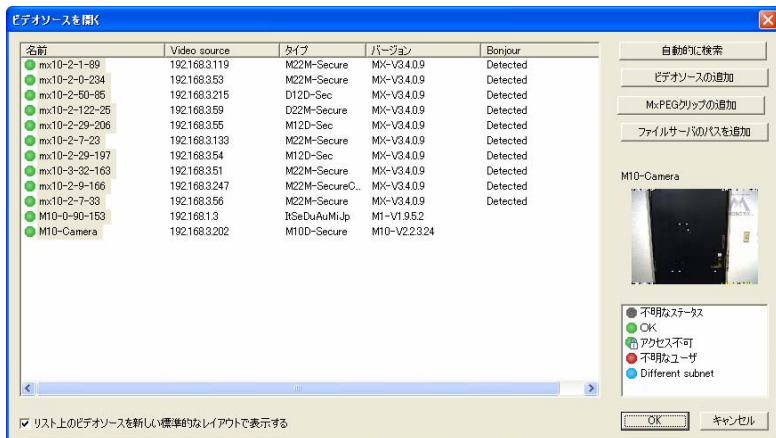 ビデオソースを開く
名前 Video source タイプ バージョン Bonjour
mx10-2-1-89 192.168.3.119 M22M-Secure MX-V3.4.0.9 Detected
mx10-2-0-234 192.168.3.53 M22M-Secure MX-V3.4.0.9 Detected
mx10-2-50-85 192.168.3.215 D12D-Sec MX-V3.4.0.9 Detected
mx10-2-122-25 192.168.3.59 D22M-Secure MX-V3.4.0.9 Detected
mx10-2-29-206 192.168.3.55 M12D-Sec MX-V3.4.0.9 Detected
mx10-2-7-23 192.168.3.133 M22M-Secure MX-V3.4.0.9 Detected
mx10-2-29-197 192.168.3.54 M12D-Sec MX-V3.4.0.9 Detected
mx10-3-32-163 192.168.3.51 M22M-Secure MX-V3.4.0.9 Detected
mx10-2-9-166 192.168.3.247 M22M-SecureC... MX-V3.4.0.9 Detected
mx10-2-7-33 192.168.3.56 M22M-Secure MX-V3.4.0.9 Detected
M10-0-90-153 192.168.1.3 ItSeDuAuMiJp M1-V1.9.5.2
M10-Camera 192.168.3.202 M10D-Secure M10-V2.2.3.24
自動的に検索
ビデオソースの追加
MxPEGクリップの追加
ファイルサーバのパスを追加
M10-Camera
不明なステータス
OK
アクセス不可
不明なユーザ
Different subnet
リスト上のビデオソースを新しい標準的なレイアウトで表示する
OK キャンセル